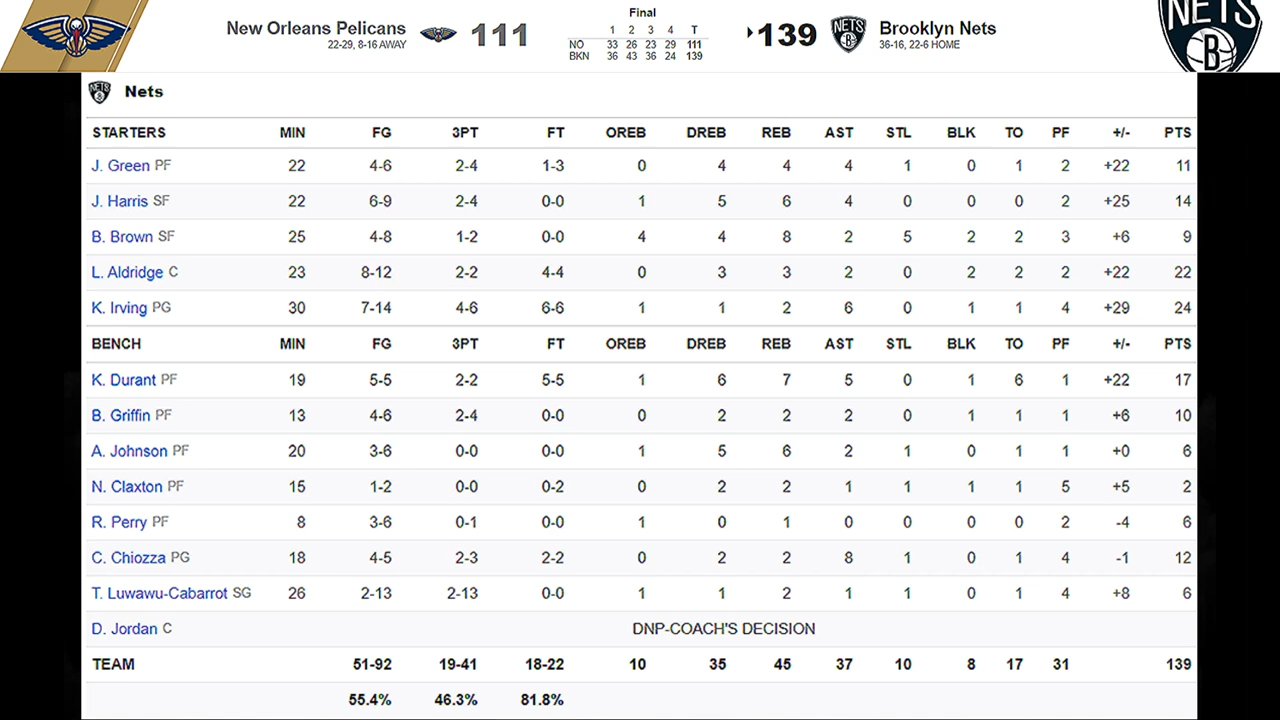 Final
New Orleans Pelicans 111 139 Brooklyn Nets
22-29, 8-16 AWAY 36-16, 22-6 HOME
1 2 3 4 T
NO 33 26 23 29 111
BKN 36 43 36 24 139
NETS
B
NETS
B
Nets
STARTERS MIN FG 3PT FT OREB DREB REB AST STL BLK TO PF +/- PTS
J. Green PF 22 4-6 2-4 1-3 0 4 4 4 1 0 1 2 +22 11
J. Harris SF 22 6-9 2-4 0-0 1 5 6 4 0 0 0 2 +25 14
B. Brown SF 25 4-8 1-2 0-0 4 4 8 2 5 2 2 3 +6 9
L. Aldridge C 23 8-12 2-2 4-4 0 3 3 2 0 2 2 2 +22 22
K. Irving PG 30 7-14 4-6 6-6 1 1 2 6 0 1 1 4 +29 24
BENCH MIN FG 3PT FT OREB DREB REB AST STL BLK TO PF +/- PTS
K. Durant PF 19 5-5 2-2 5-5 1 6 7 5 0 1 6 1 +22 17
B. Griffin PF 13 4-6 2-4 0-0 0 2 2 2 0 1 1 1 +6 10
A. Johnson PF 20 3-6 0-0 0-0 1 5 6 2 1 0 1 1 +0 6
N. Claxton PF 15 1-2 0-0 0-2 0 2 2 1 1 1 1 5 +5 2
R. Perry PF 8 3-6 0-1 0-0 1 0 1 0 0 0 0 2 -4 6
C. Chiozza PG 18 4-5 2-3 2-2 0 2 2 8 1 0 1 4 -1 12
T. Luwawu-Cabarrot SG 26 2-13 2-13 0-0 1 1 2 1 1 0 1 4 +8 6
D. Jordan C DNP-COACH'S DECISION
TEAM 51-92 19-41 18-22 10 35 45 37 10 8 17 31 139
55.4% 46.3% 81.8%